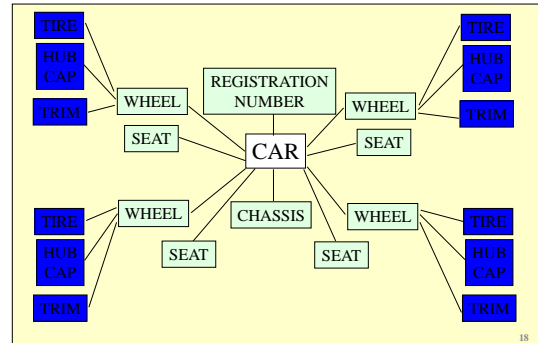 TIRE
HUB
CAP
TRIM
WHEEL
SEAT
REGISTRATION
NUMBER
CAR
WHEEL
SEAT
TIRE
HUB
CAP
TRIM
TIRE
HUB
CAP
TRIM
WHEEL
SEAT
CHASSIS
SEAT
WHEEL
TIRE
HUB
CAP
TRIM
18